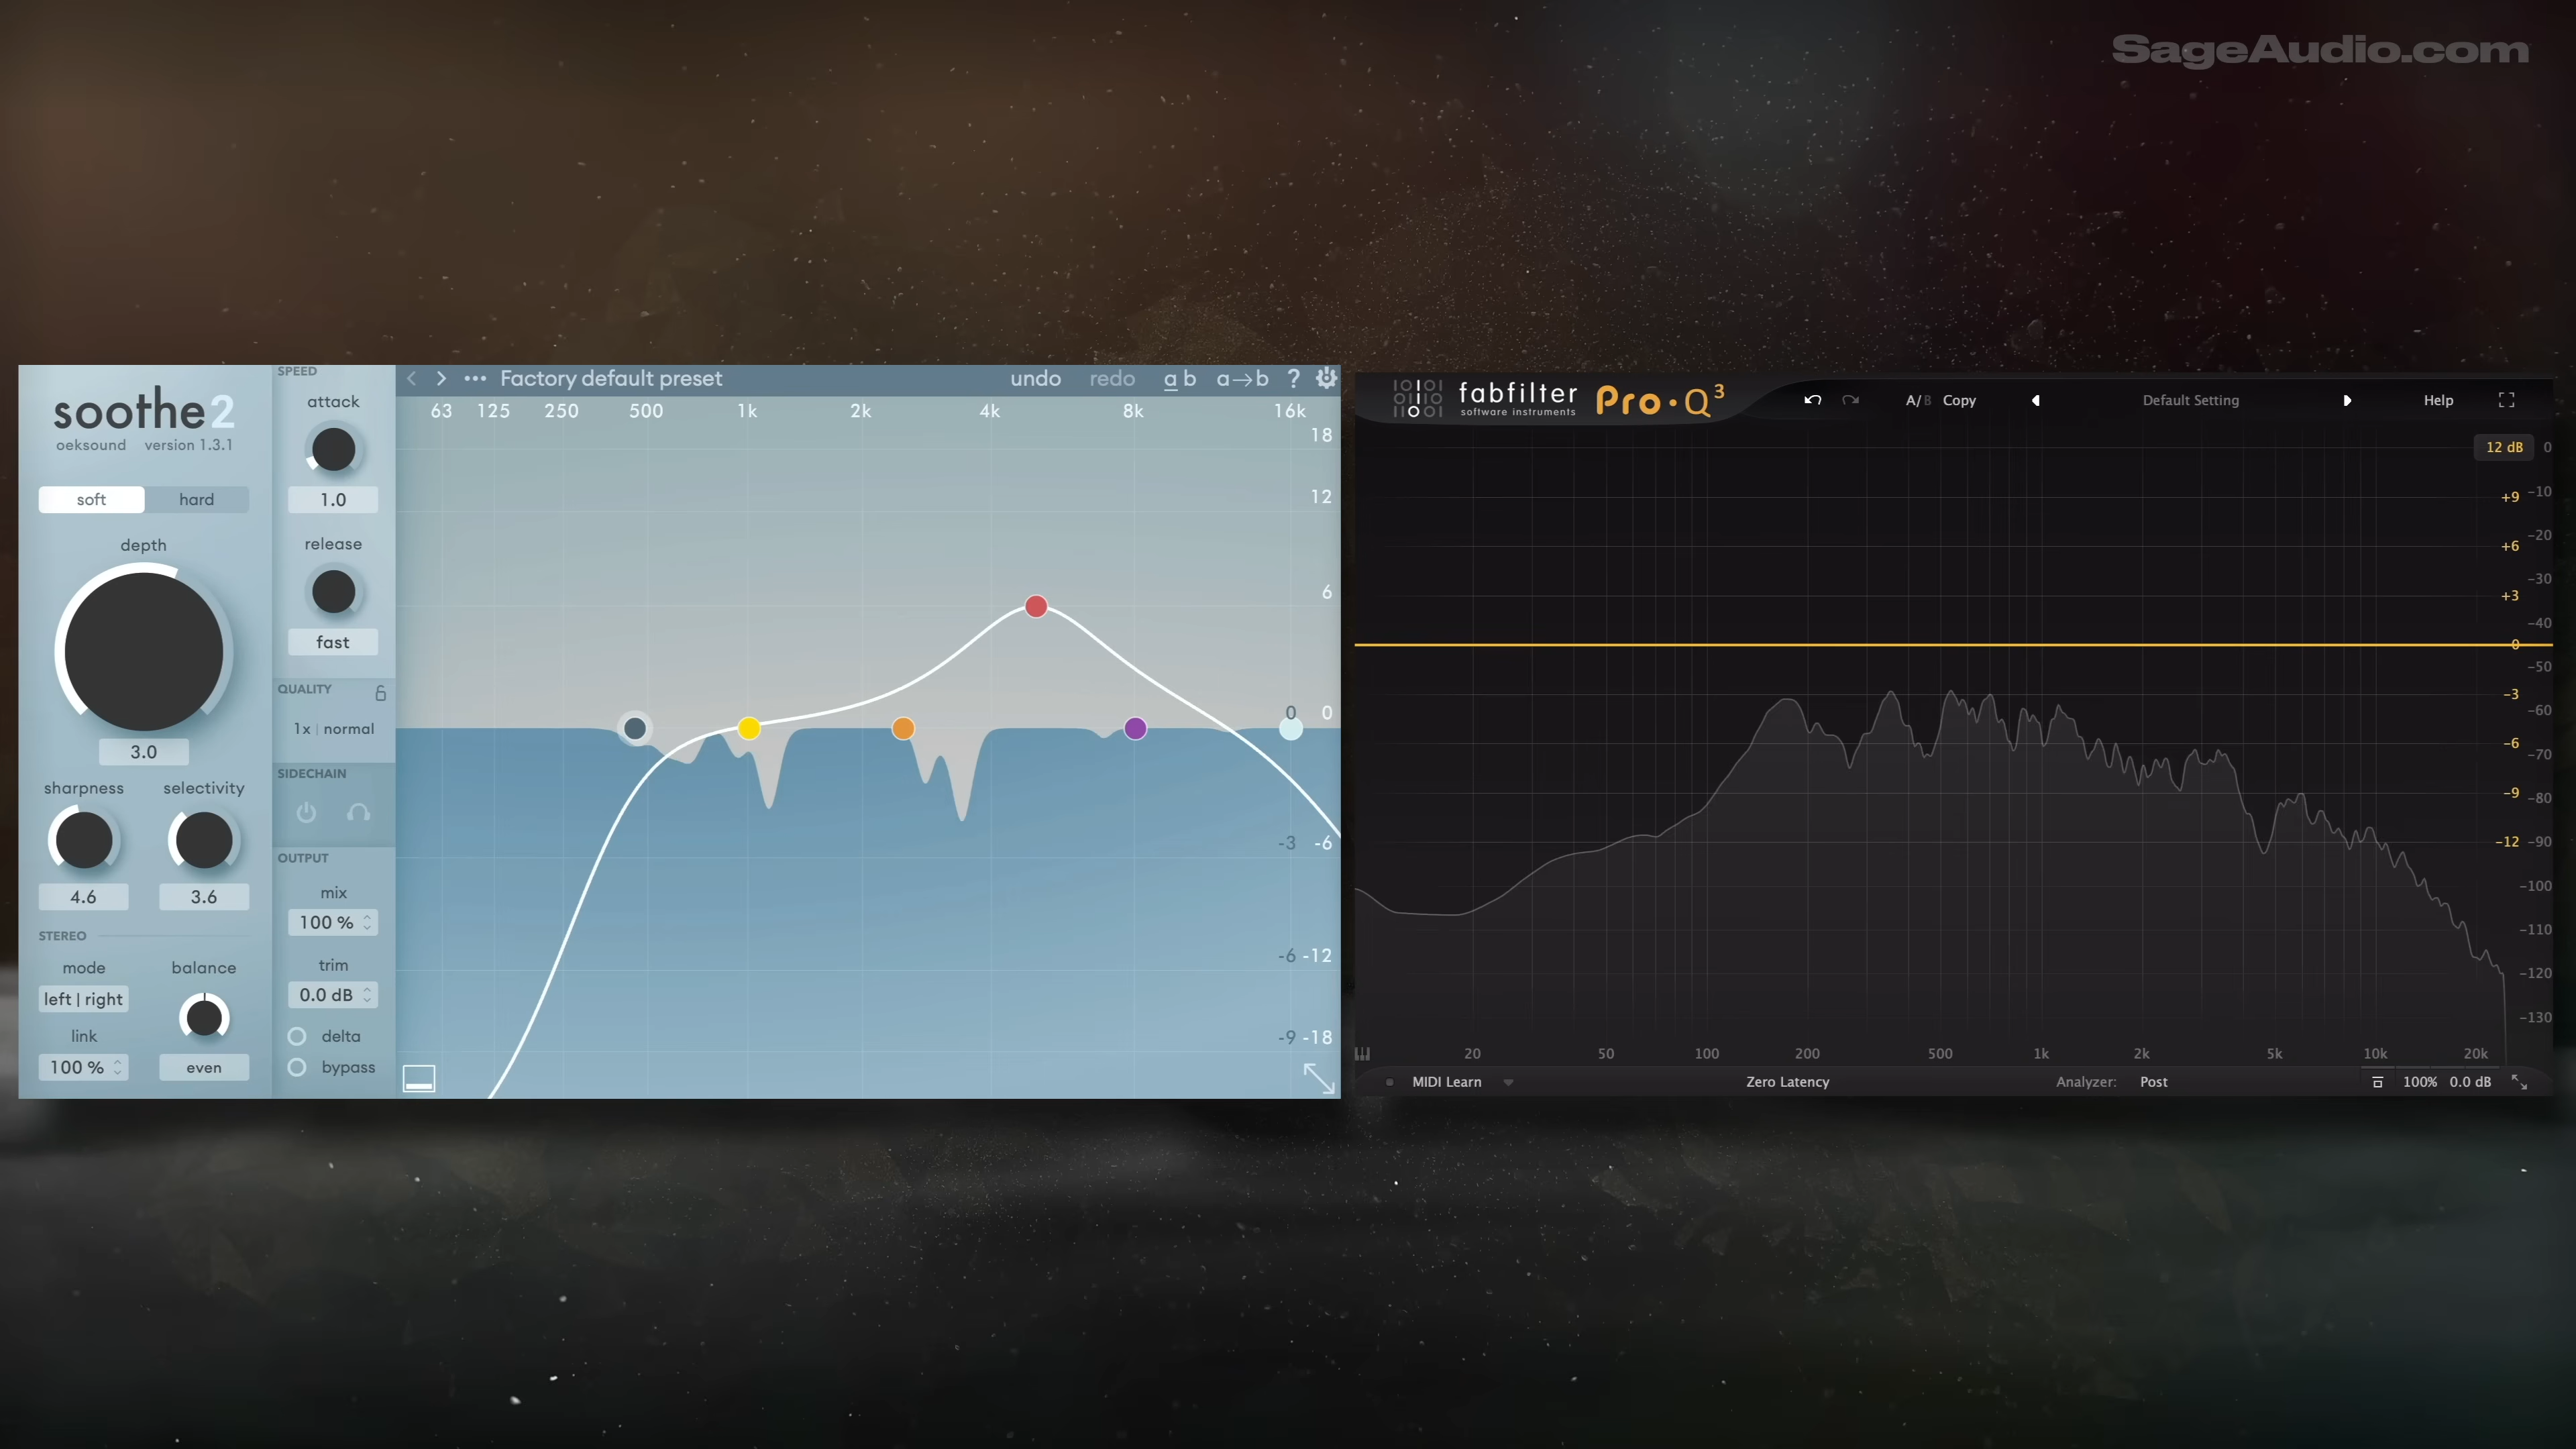 SageAudio.com
soothe2
oeksound version 1.3.1
soft hard
depth
3.0
sharpness selectivity
4.6 3.6
STEREO
mode balance
left | right
link
100 % even
SPEED
attack
1.0
release
fast
QUALITY
1x | normal
SIDECHAIN
OUTPUT
mix
100 %
trim
0.0 dB
delta
bypass
Factory default preset undo redo a b a→b ?
63 125 250 500 1k 2k 4k 8k 16k
18
12
6
0 0
-3 -6
-6 -12
-9 -18
fabfilter Pro·Q3
software instruments
A/B Copy Default Setting Help
12 dB 0
+9 -10
-20
+6
-30
+3
-40
0
-50
-3
-60
-6
-70
-9 -80
-12 -90
-100
-110
-120
-130
20 50 100 200 500 1k 2k 5k 10k 20k
MIDI Learn Zero Latency Analyzer: Post 100% 0.0 dB